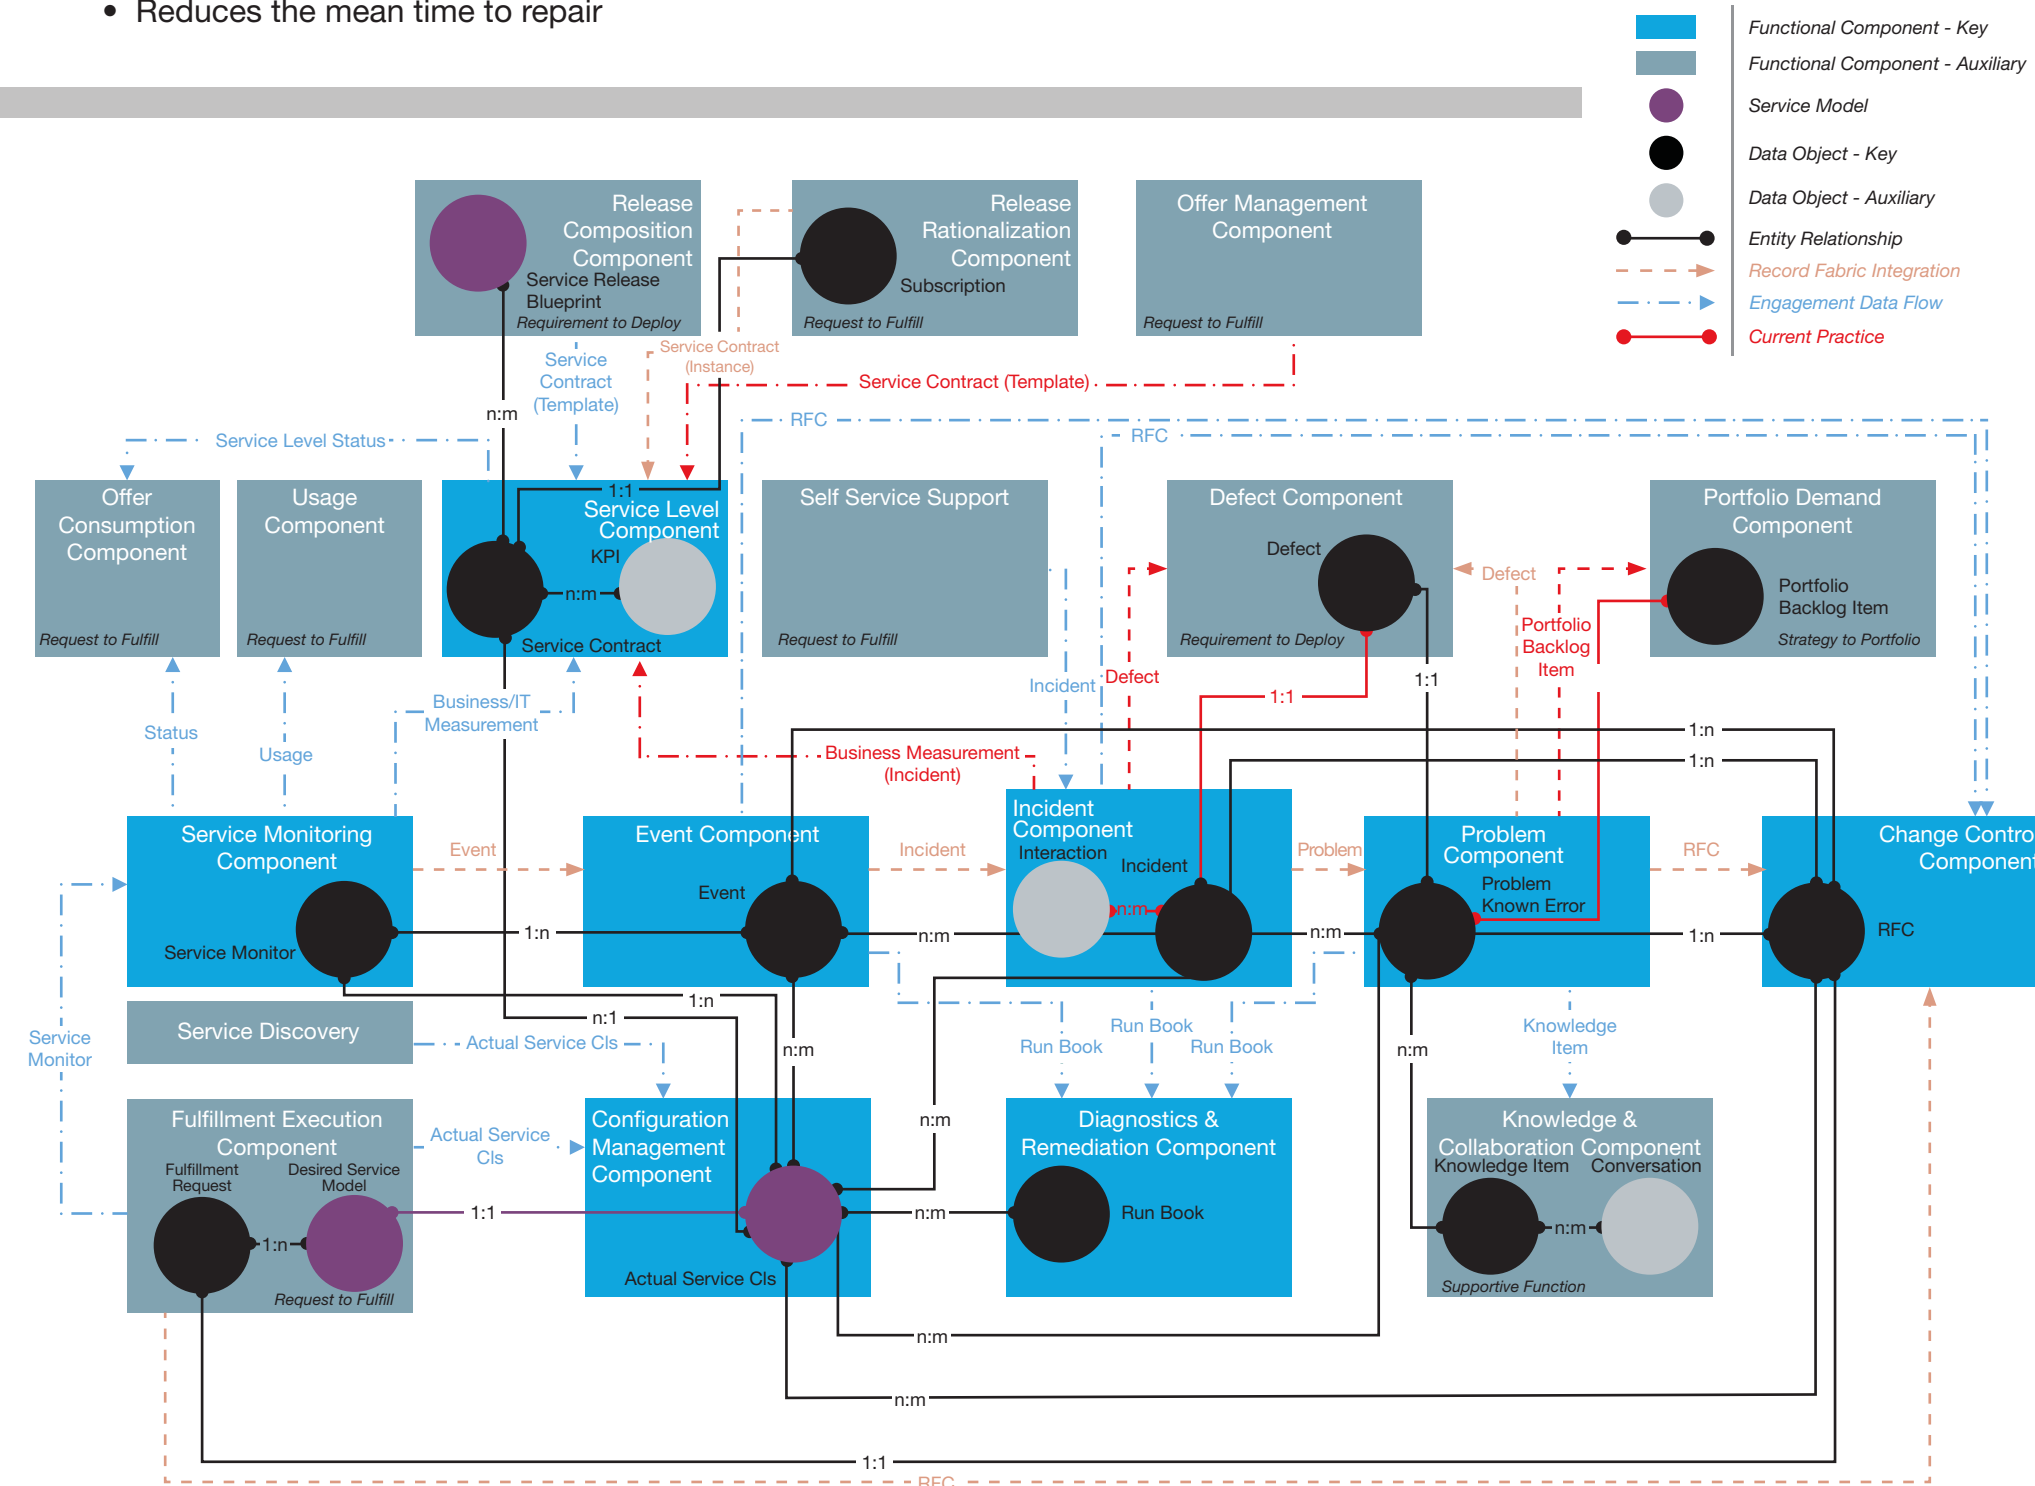 • Reduces the mean time to repair
Functional Component - Key
Functional Component - Auxiliary
Service Model
Data Object - Key
Data Object - Auxiliary
Entity Relationship
Record Fabric Integration
Engagement Data Flow
Current Practice
Release
Composition
Component
Service Release
Blueprint
Requirement to Deploy
Release
Rationalization
Component
Subscription
Request to Fulfill
Offer Management
Component
Request to Fulfill
Service
Contract
(Template)
Service Contract
(Instance)
Service Contract (Template)
n:m
RFC
RFC
Service Level Status
Offer
Consumption
Component
Request to Fulfill
Usage
Component
Request to Fulfill
1:1
Service Level
Component
KPI
n:m
Service Contract
Self Service Support
Request to Fulfill
Defect Component
Defect
Requirement to Deploy
Defect
Portfolio Demand
Component
Portfolio
Backlog Item
Strategy to Portfolio
Portfolio
Backlog
Item
Incident
Defect
1:1
1:1
Business/IT
Measurement
Status
Usage
Business Measurement
(Incident)
1:n
1:n
Service Monitoring
Component
Service Monitor
Event
Event Component
Event
Incident
Incident
Component
Interaction
Incident
n:m
Problem
Problem
Component
Problem
Known Error
RFC
Change Contro
Component
RFC
1:n
n:m
n:m
1:n
1:n
n:1
n:m
Service Discovery
Actual Service CIs
Service
Monitor
Run Book
Run Book
Run Book
n:m
Knowledge
Item
n:m
Fulfillment Execution
Component
Fulfillment
Request
Desired Service
Model
1:n
Request to Fulfill
Actual Service
CIs
1:1
Configuration
Management
Component
Actual Service CIs
n:m
Diagnostics &
Remediation Component
Run Book
Knowledge &
Collaboration Component
Knowledge Item
Conversation
n:m
Supportive Function
n:m
n:m
1:1
RFC